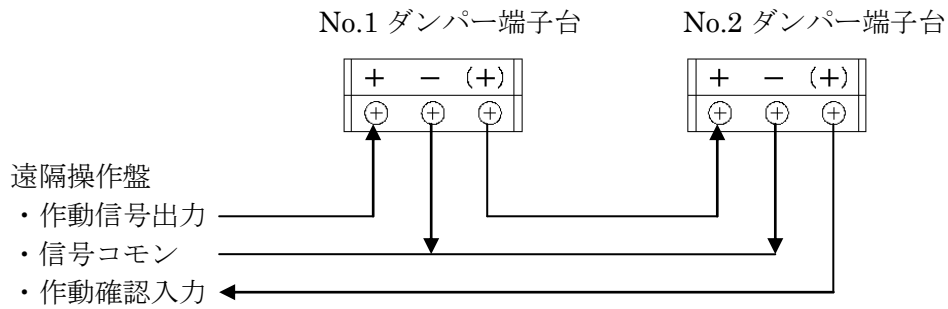 No.1 ダンパー端子台 No.2 ダンパー端子台
+ − (+) + − (+)
遠隔操作盤
・作動信号出力
・信号コモン
・作動確認入力